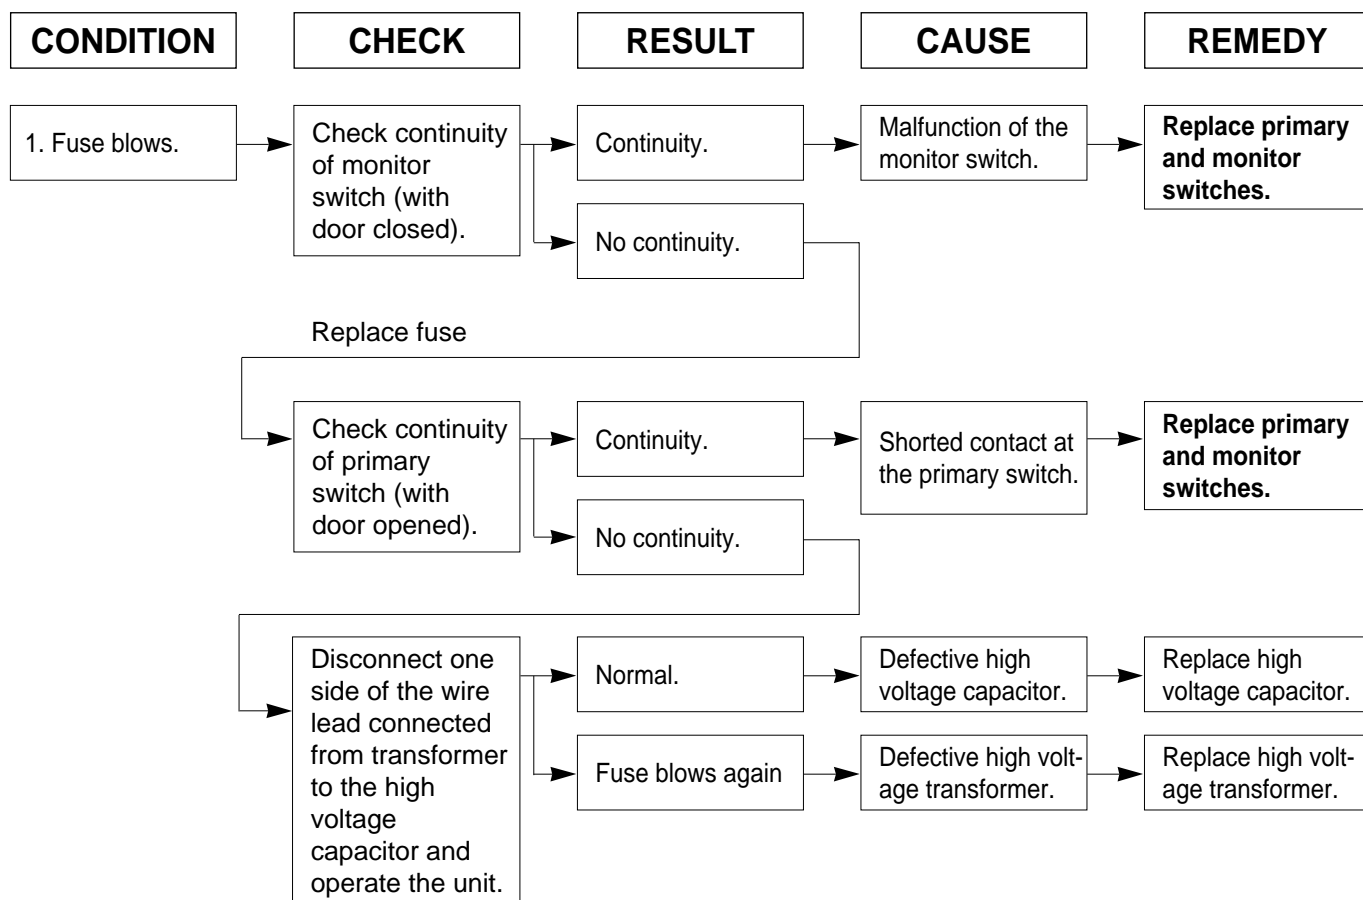 CONDITION
CHECK
RESULT
CAUSE
REMEDY
1. Fuse blows.
Check continuity
of monitor
switch (with
door closed).
Continuity.
Malfunction of the
monitor switch.
Replace primary
and monitor
switches.
No continuity.
Replace fuse
Check continuity
of primary
switch (with
door opened).
Continuity.
Shorted contact at
the primary switch.
Replace primary
and monitor
switches.
No continuity.
Disconnect one
side of the wire
lead connected
from transformer
to the high
voltage
capacitor and
operate the unit.
Normal.
Defective high
voltage capacitor.
Replace high
voltage capacitor.
Fuse blows again
Defective high volt-
age transformer.
Replace high volt-
age transformer.